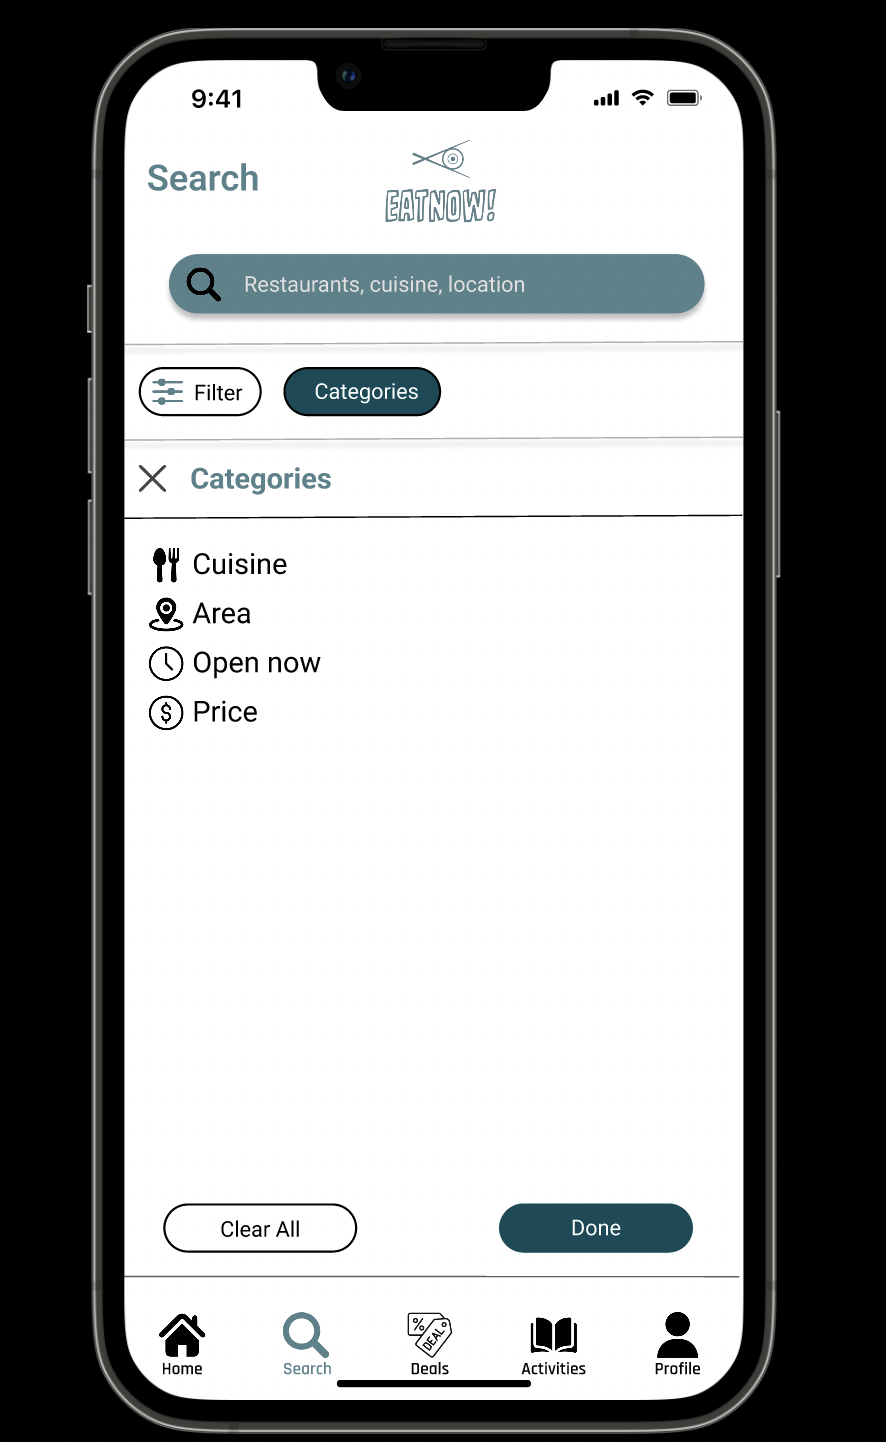 9:41
Search
EATNOW!
Restaurants, cuisine, location
Filter
Categories
Categories
Cuisine
Area
Open now
$ Price
Clear All
Done
%
DEAL
Home
Search
Deals
Activities
Profile